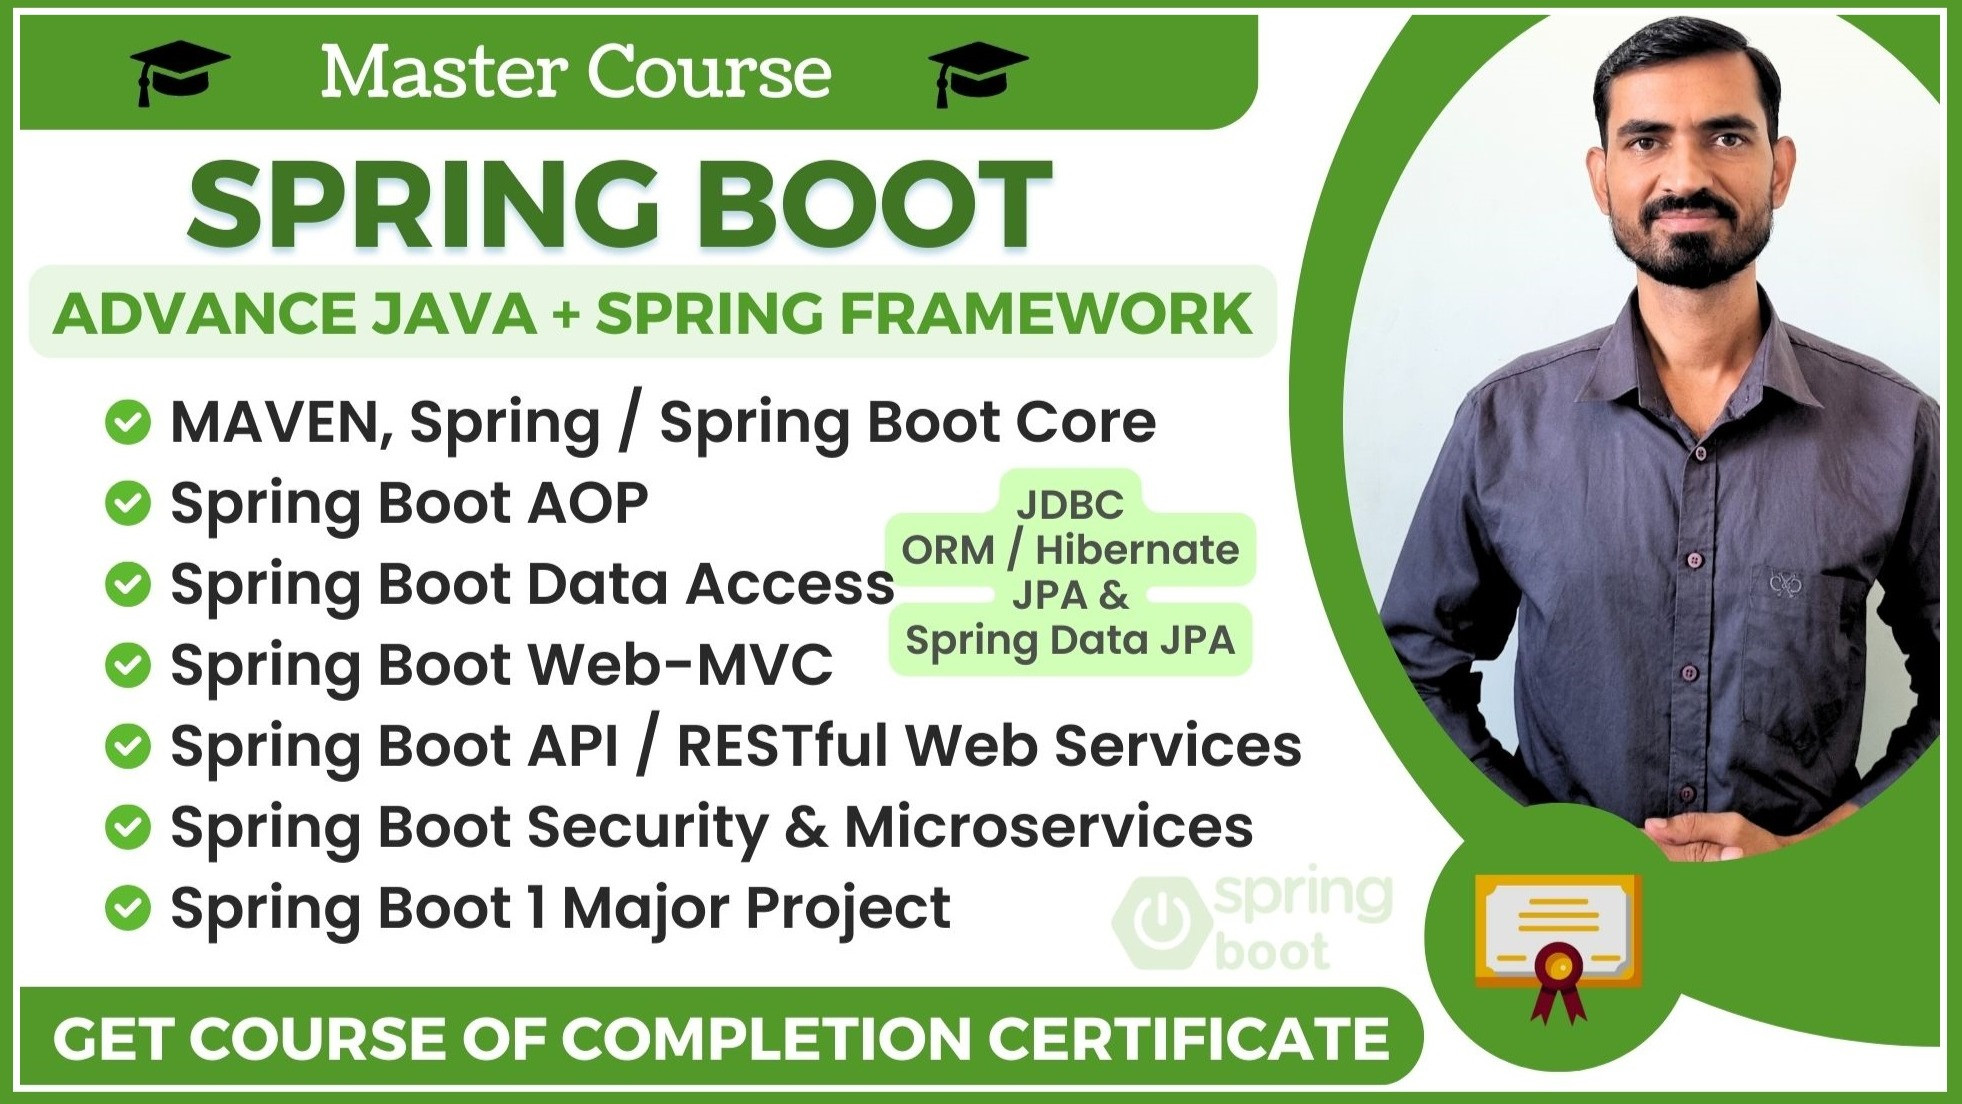 Master Course
SPRING BOOT
ADVANCE JAVA + SPRING FRAMEWORK
MAVEN, Spring / Spring Boot Core
Spring Boot AOP
Spring Boot Data Access
JDBC
ORM / Hibernate
JPA &
Spring Data JPA
Spring Boot Web-MVC
Spring Boot API / RESTful Web Services
Spring Boot Security & Microservices
Spring Boot 1 Major Project
spring
boot
GET COURSE OF COMPLETION CERTIFICATE